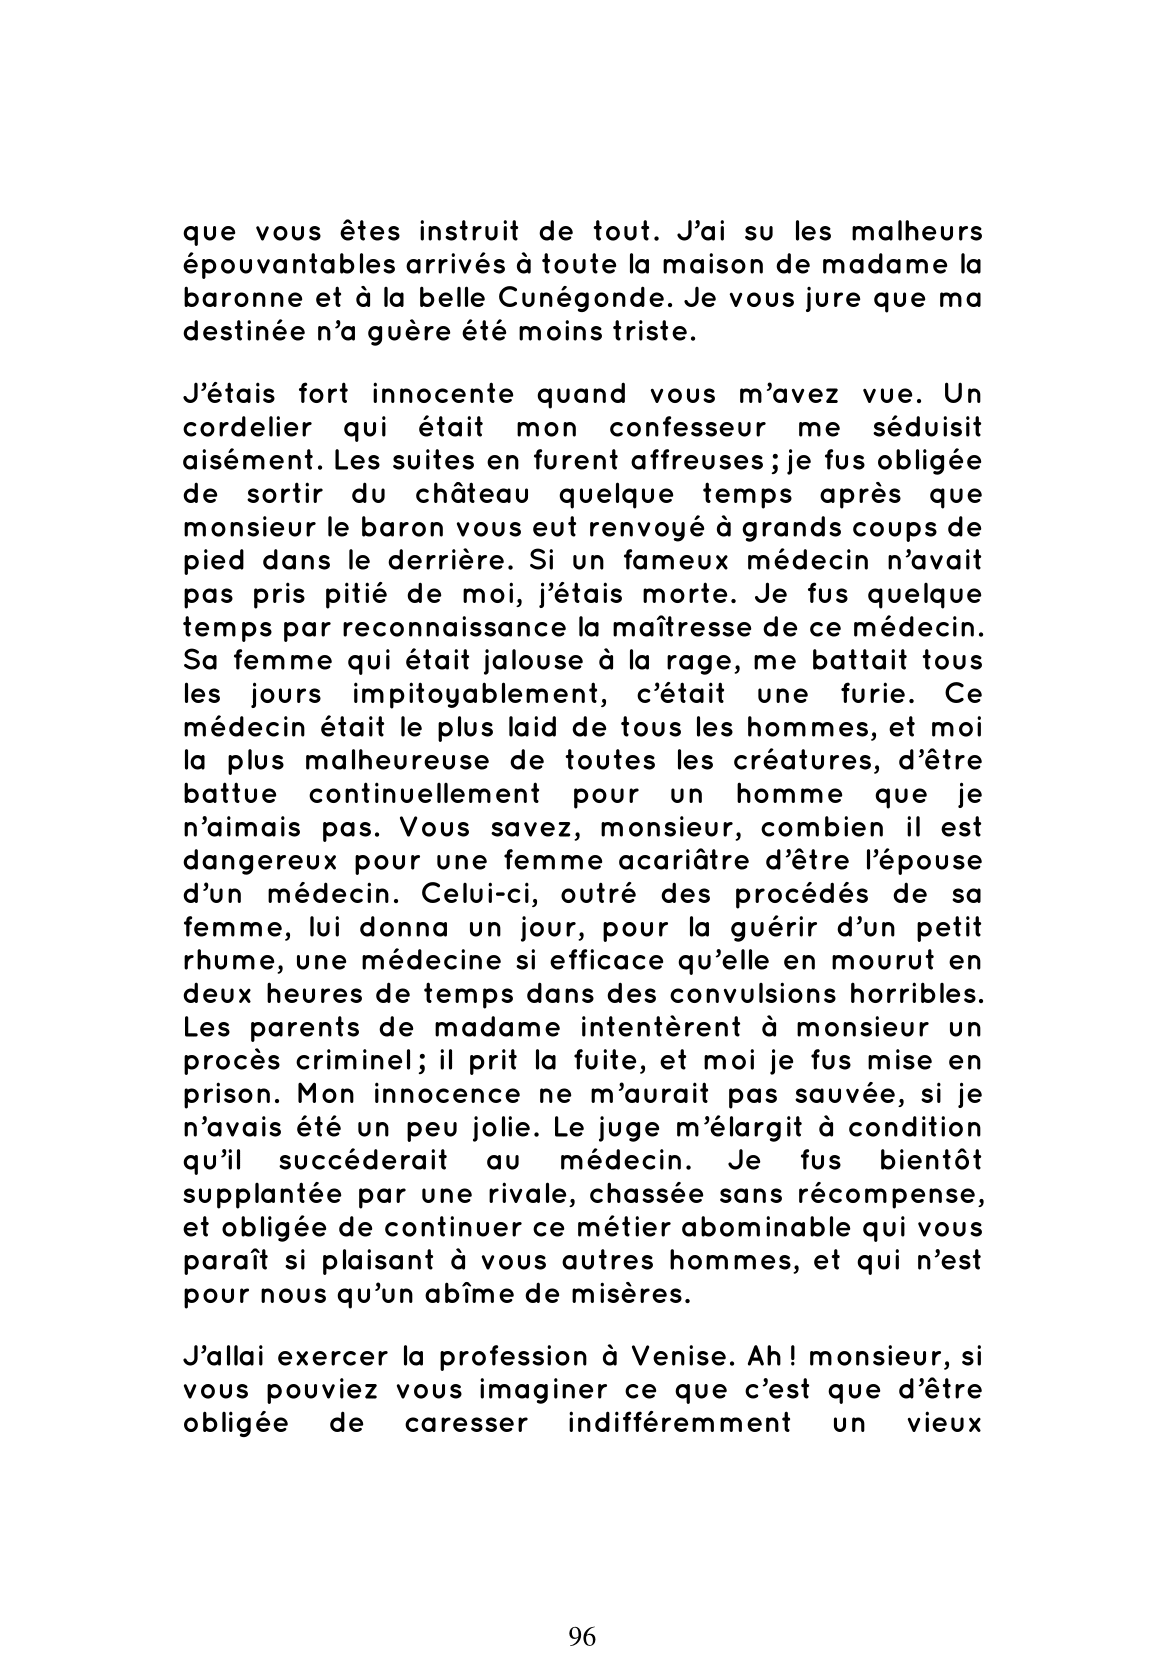 que vous êtes instruit de tout. J’ai su les malheurs
épouvantables arrivés à toute la maison de madame la
baronne et à la belle Cunégonde. Je vous jure que ma
destinée n’a guère été moins triste.
J’étais fort innocente quand vous m’avez vue. Un
cordelier qui était mon confesseur me séduisit
aisément. Les suites en furent affreuses ; je fus obligée
de sortir du château quelque temps après que
monsieur le baron vous eut renvoyé à grands coups de
pied dans le derrière. Si un fameux médecin n’avait
pas pris pitié de moi, j’étais morte. Je fus quelque
temps par reconnaissance la maîtresse de ce médecin.
Sa femme qui était jalouse à la rage, me battait tous
les jours impitoyablement, c’était une furie. Ce
médecin était le plus laid de tous les hommes, et moi
la plus malheureuse de toutes les créatures, d’être
battue continuellement pour un homme que je
n’aimais pas. Vous savez, monsieur, combien il est
dangereux pour une femme acariâtre d’être l’épouse
d’un médecin. Celui-ci, outré des procédés de sa
femme, lui donna un jour, pour la guérir d’un petit
rhume, une médecine si efficace qu’elle en mourut en
deux heures de temps dans des convulsions horribles.
Les parents de madame intentèrent à monsieur un
procès criminel ; il prit la fuite, et moi je fus mise en
prison. Mon innocence ne m’aurait pas sauvée, si je
n’avais été un peu jolie. Le juge m’élargit à condition
qu’il succéderait au médecin. Je fus bientôt
supplantée par une rivale, chassée sans récompense,
et obligée de continuer ce métier abominable qui vous
paraît si plaisant à vous autres hommes, et qui n’est
pour nous qu’un abîme de misères.
J’allai exercer la profession à Venise. Ah ! monsieur, si
vous pouviez vous imaginer ce que c’est que d’être
obligée de caresser indifféremment un vieux
96